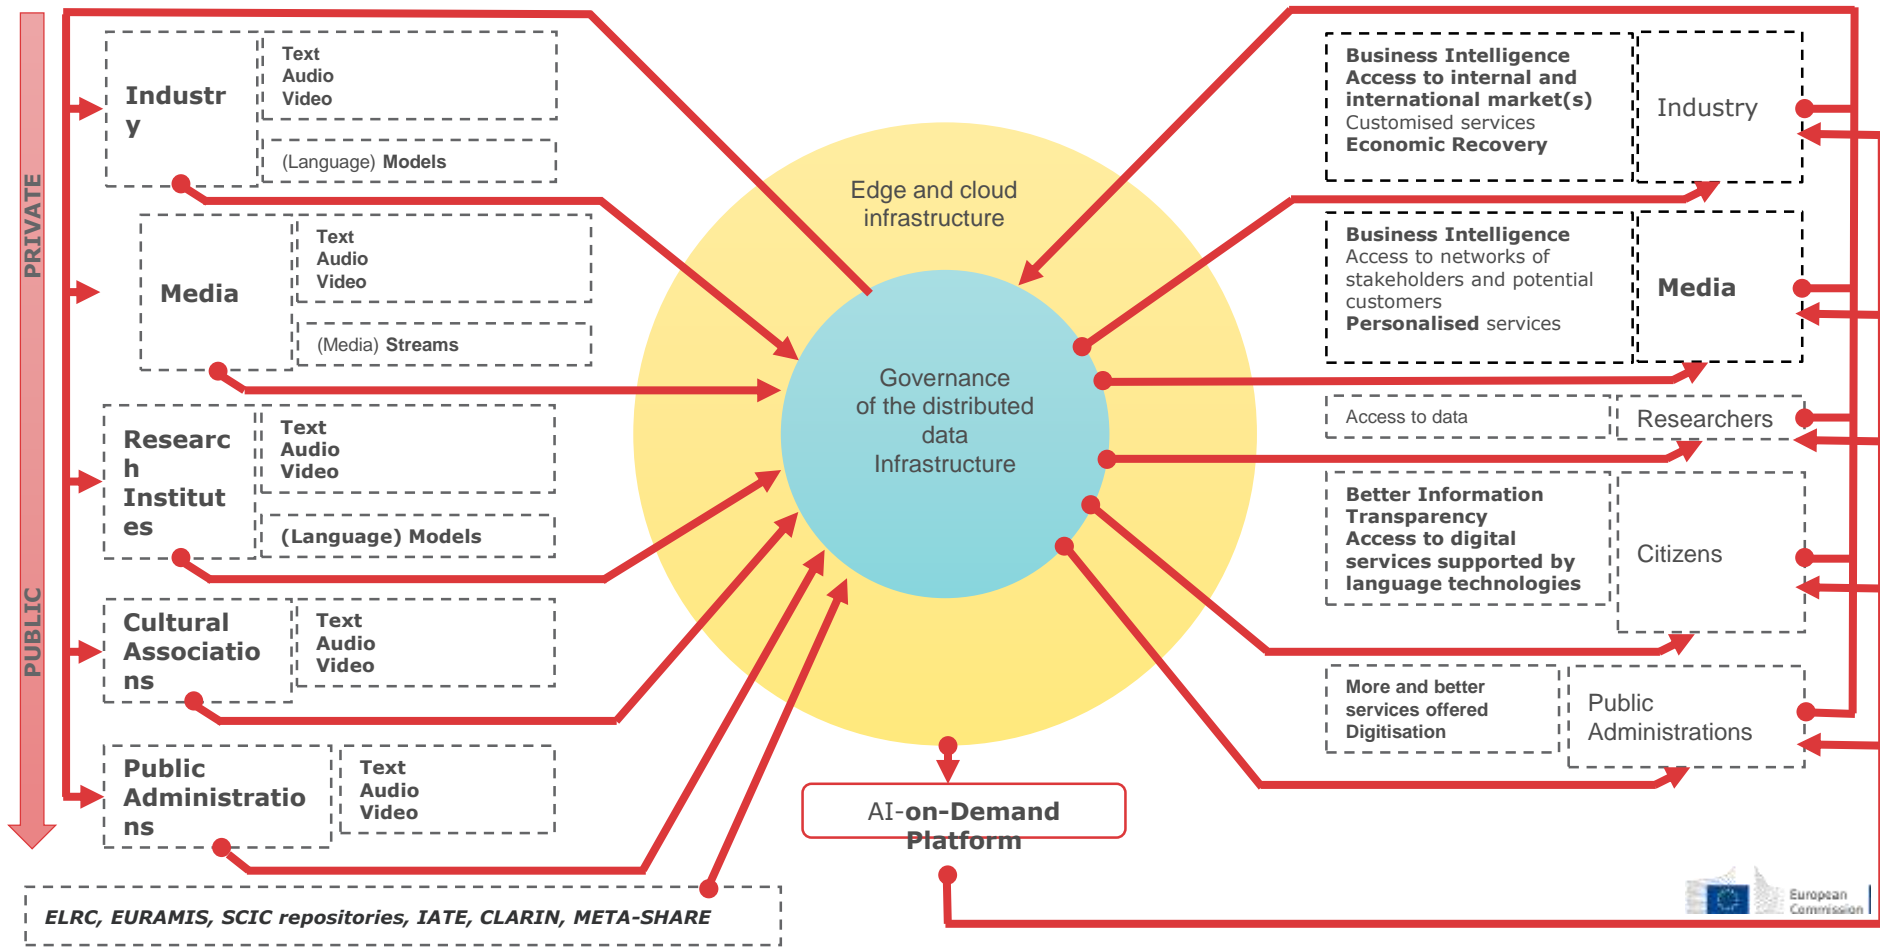 PRIVATE
PUBLIC
Industr
y
Text
Audio
Video
(Language) Models
Media
Text
Audio
Video
(Media) Streams
Researc
h
Institut
es
Text
Audio
Video
(Language) Models
Cultural
Associatio
ns
Text
Audio
Video
Public
Administratio
ns
Text
Audio
Video
ELRC, EURAMIS, SCIC repositories, IATE, CLARIN, META-SHARE
Edge and cloud
infrastructure
Governance
of the distributed
data
Infrastructure
AI-on-Demand
Platform
Business Intelligence
Access to internal and
international market(s)
Customised services
Economic Recovery
Industry
Business Intelligence
Access to networks of
stakeholders and potential
customers
Personalised services
Media
Access to data
Researchers
Better Information
Transparency
Access to digital
services supported by
language technologies
Citizens
More and better
services offered
Digitisation
Public
Administrations
European
Commission